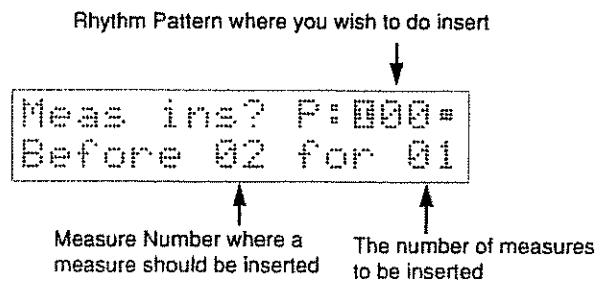 Rhythm Pattern where you wish to do insert
Meas ins? P:000
Before 02 for 01
Measure Number where a
measure should be inserted
The number of measures
to be inserted